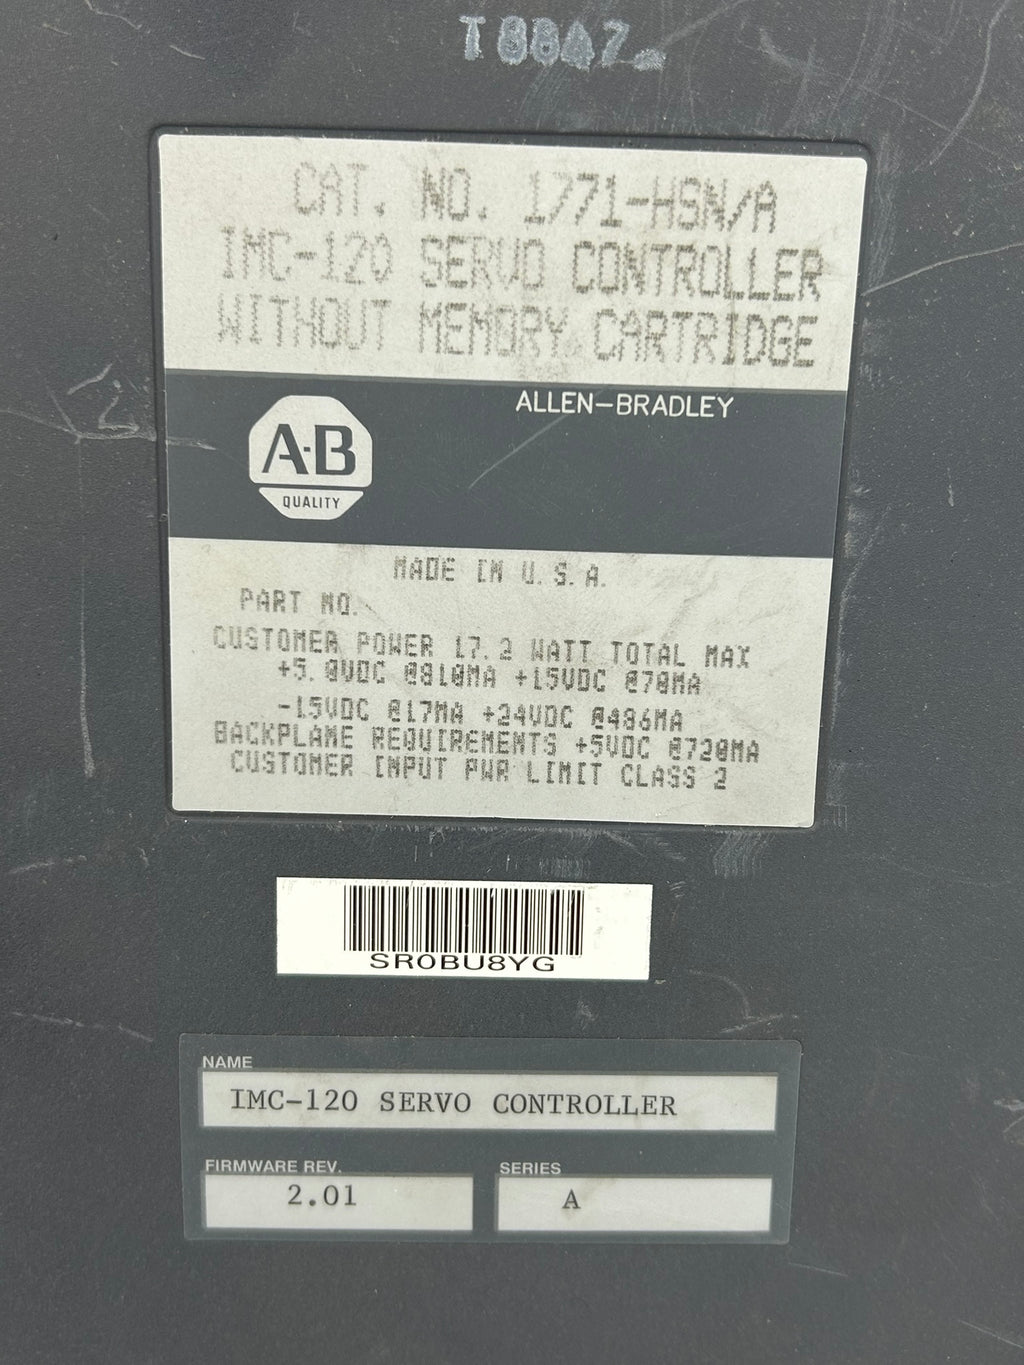 T8847
CAT. NO. 1771-HSN/A
IMC-120 SERVO CONTROLLER
WITHOUT MEMORY CARTRIDGE
ALLEN-BRADLEY
A-B
QUALITY
MADE IN U.S.A.
PART NO.
CUSTOMER POWER 17.2 WATT TOTAL MAX
+5.0VDC @810MA +15VDC @70MA
-15VDC @17MA +24VDC @486MA
BACKPLANE REQUIREMENTS +5VDC @720MA
CUSTOMER INPUT PWR LIMIT CLASS 2
SR0BU8YG
NAME
IMC-120 SERVO CONTROLLER
FIRMWARE REV. SERIES
2.01 A